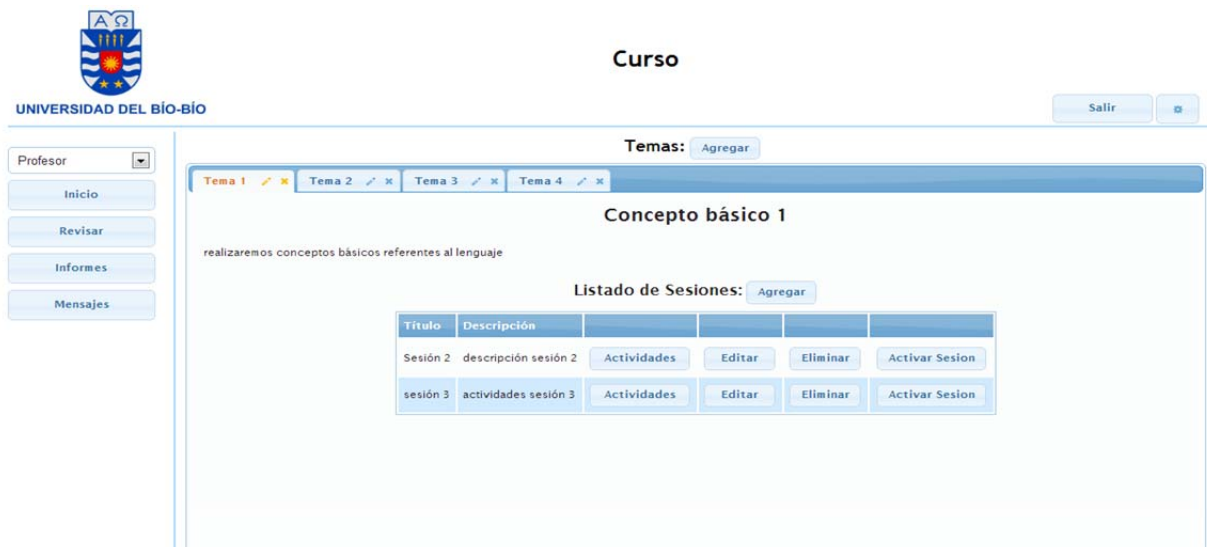 ΑΩ
UNIVERSIDAD DEL BÍO-BÍO
Curso
Salir
Profesor
Inicio
Revisar
Informes
Mensajes
Temas: Agregar
Tema 1 Tema 2 Tema 3 Tema 4
Concepto básico 1
realizaremos conceptos básicos referentes al lenguaje
Listado de Sesiones: Agregar
Título Descripción
Sesión 2 descripción sesión 2 Actividades Editar Eliminar Activar Sesion
sesión 3 actividades sesión 3 Actividades Editar Eliminar Activar Sesion